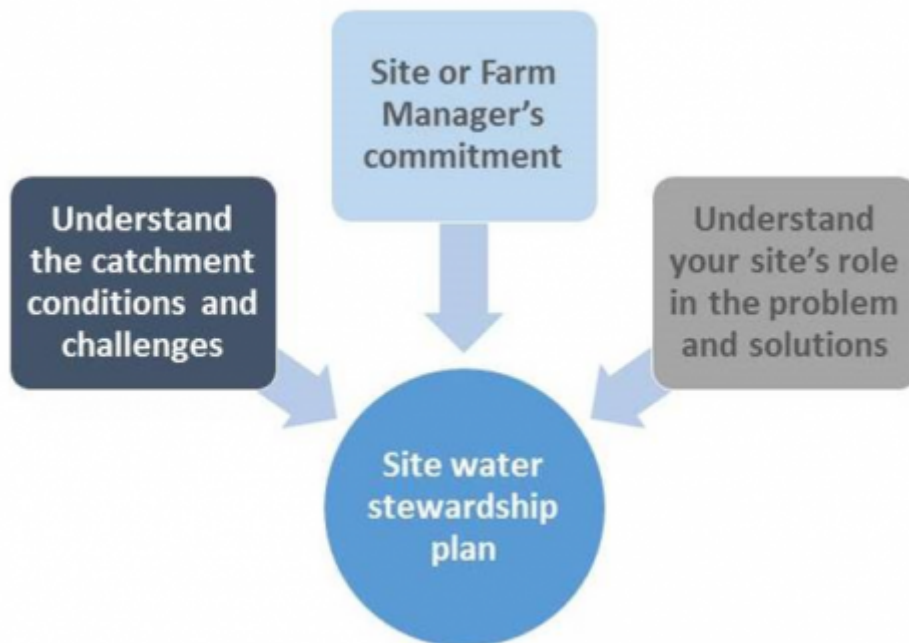 Site or Farm
Manager's
commitment
Understand
the catchment
conditions and
challenges
Understand
your site's role
in the problem
and solutions
Site water
stewardship
plan